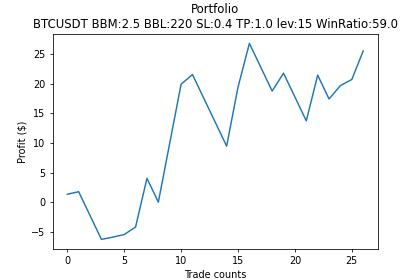 Portfolio
BTCUSDT BBM:2.5 BBL:220 SL:0.4 TP:1.0 lev:15 WinRatio:59.0
25
20
15
10
5
0
−5
Profit ($)
0 5 10 15 20 25
Trade counts